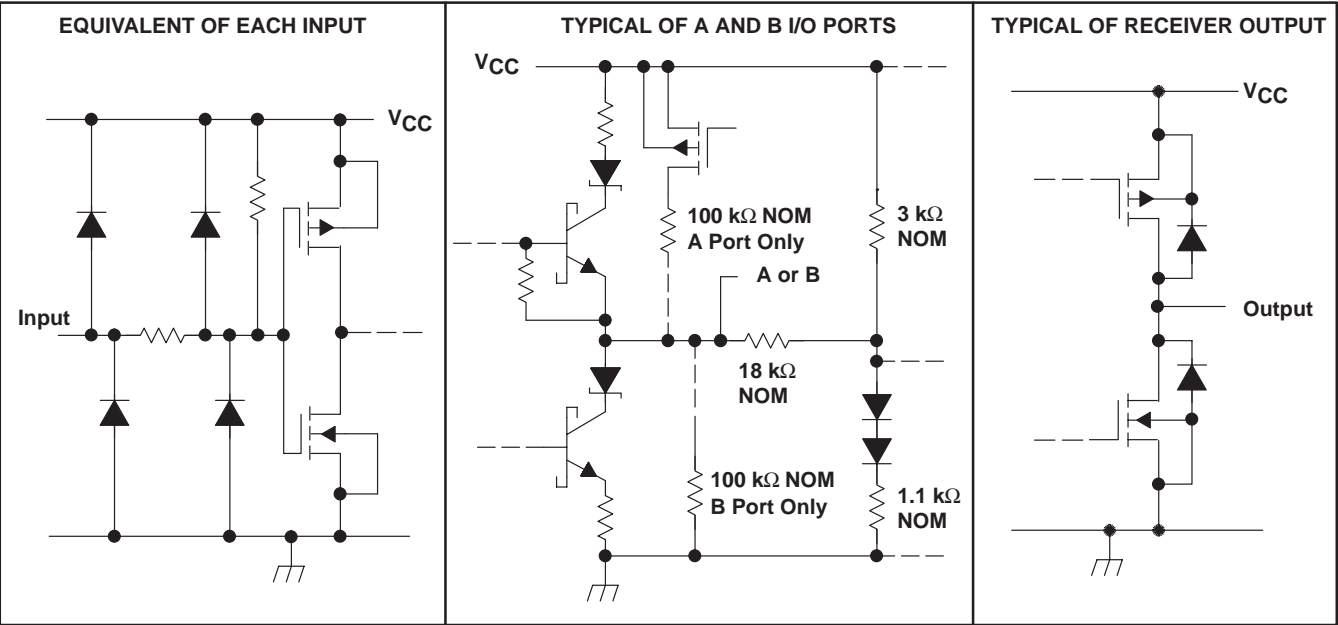 EQUIVALENT OF EACH INPUT
VCC
Input
TYPICAL OF A AND B I/O PORTS
VCC
100 kΩ NOM
A Port Only
3 kΩ
NOM
A or B
18 kΩ
NOM
100 kΩ NOM
B Port Only
1.1 kΩ
NOM
TYPICAL OF RECEIVER OUTPUT
VCC
Output